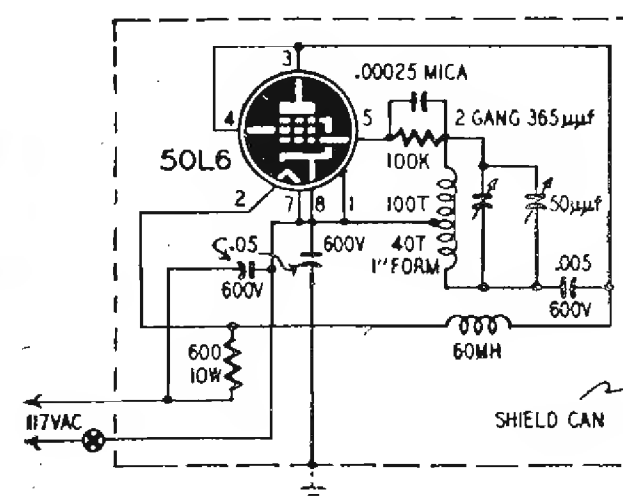 3
.00025 MICA
4
5
2 GANG 365µµf
50L6
100K
2
7
8
1
100T
50µµf
.05
600V
40T
1" FORM
.005
600V
600V
600
10W
60MH
117VAC
SHIELD CAN